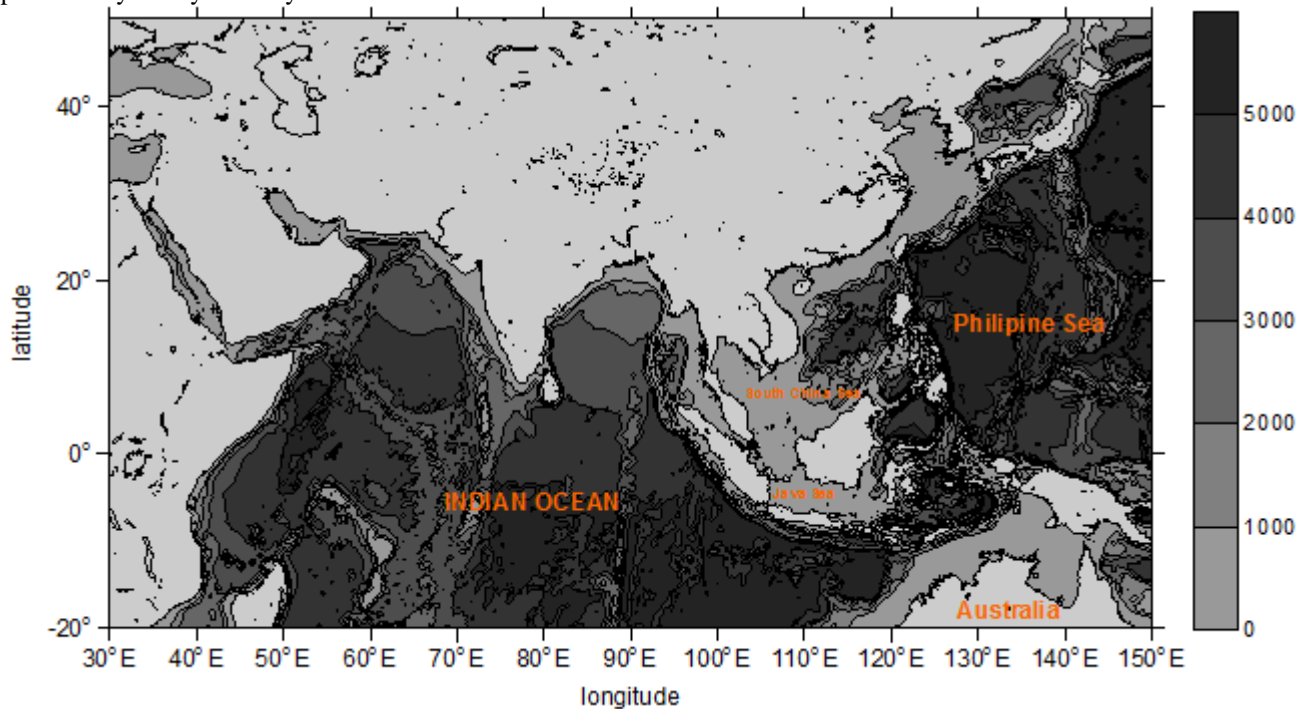 40°
20°
0°
-20°
latitude
30°E 40°E 50°E 60°E 70°E 80°E 90°E 100°E 110°E 120°E 130°E 140°E 150°E
longitude
Philipine Sea
South China Sea
INDIAN OCEAN
Java Sea
Australia
5000
4000
3000
2000
1000
0